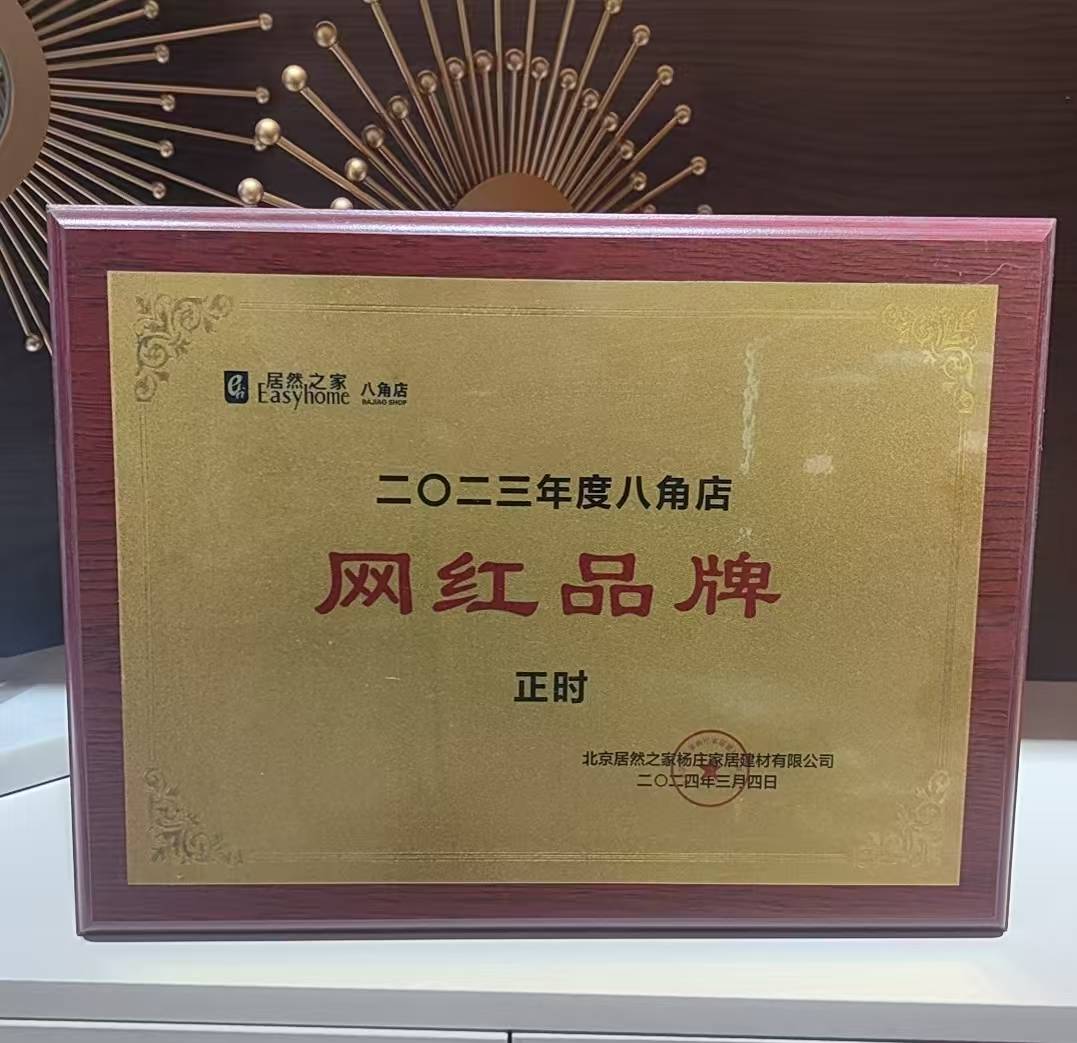 居然之家 八角店
Easyhome BAJIAO SHOP
二〇二三年度八角店
网红品牌
正时
北京居然之家杨庄家居建材有限公司
二〇二四年三月四日